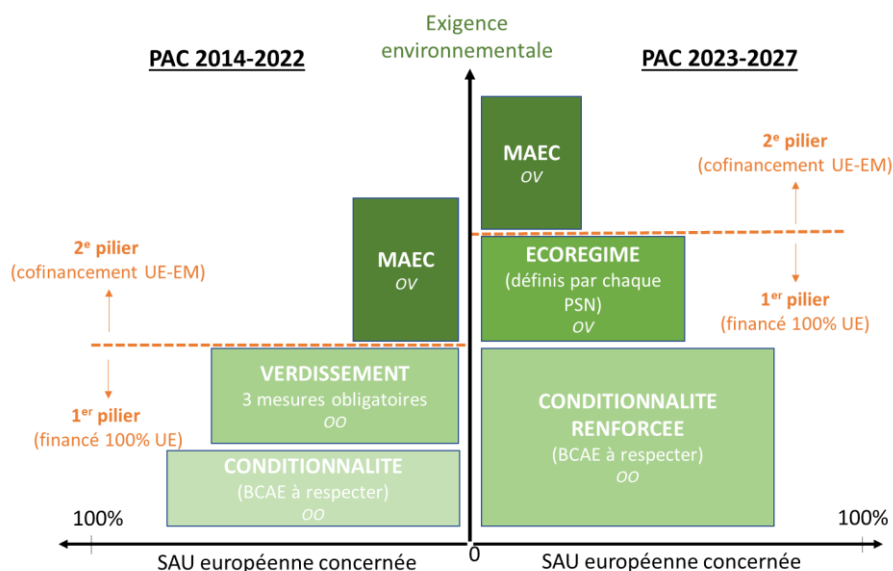 Exigence
environnementale
PAC 2014-2022
PAC 2023-2027
2e pilier
(cofinancement UE-EM)
1er pilier
(financé 100% UE)
MAEC
OV
VERDISSEMENT
3 mesures obligatoires
OO
CONDITIONNALITE
(BCAE à respecter)
OO
MAEC
OV
ECOREGIME
(définis par chaque
PSN)
OV
CONDITIONNALITE
RENFORCEE
(BCAE à respecter)
OO
2e pilier
(cofinancement UE-EM)
1er pilier
(financé 100% UE)
100%
0
100%
SAU européenne concernée
SAU européenne concernée